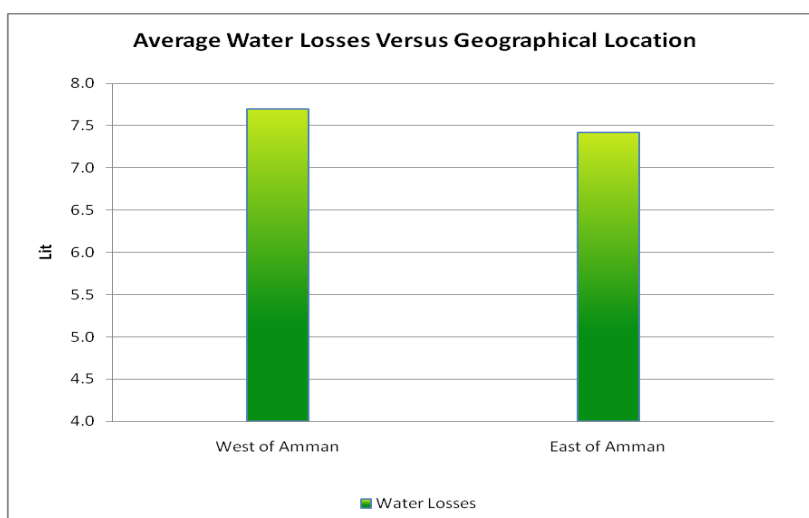 Average Water Losses Versus Geographical Location
8.0
7.5
7.0
6.5
6.0
5.5
5.0
4.5
4.0
Lit
West of Amman
East of Amman
Water Losses